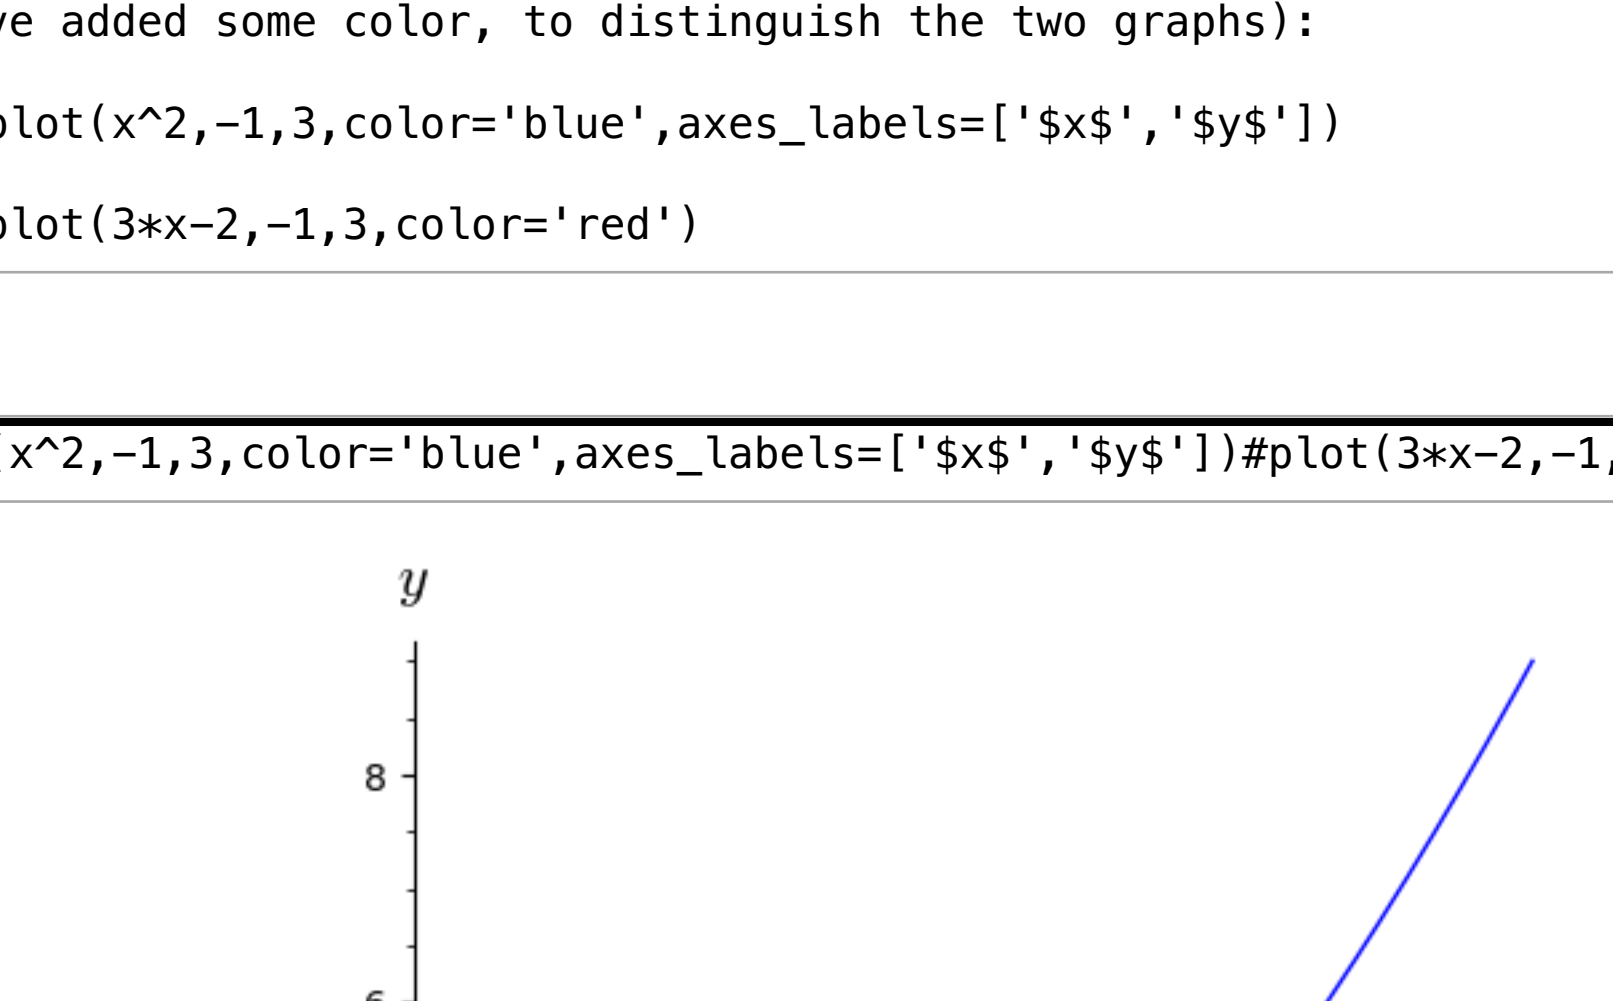 've added some color, to distinguish the two graphs):
plot(x^2,−1,3,color='blue',axes_labels=['$x$','$y$'])
plot(3*x−2,−1,3,color='red')
(x^2,−1,3,color='blue',axes_labels=['$x$','$y$'])#plot(3*x−2,−1,
y
8
6